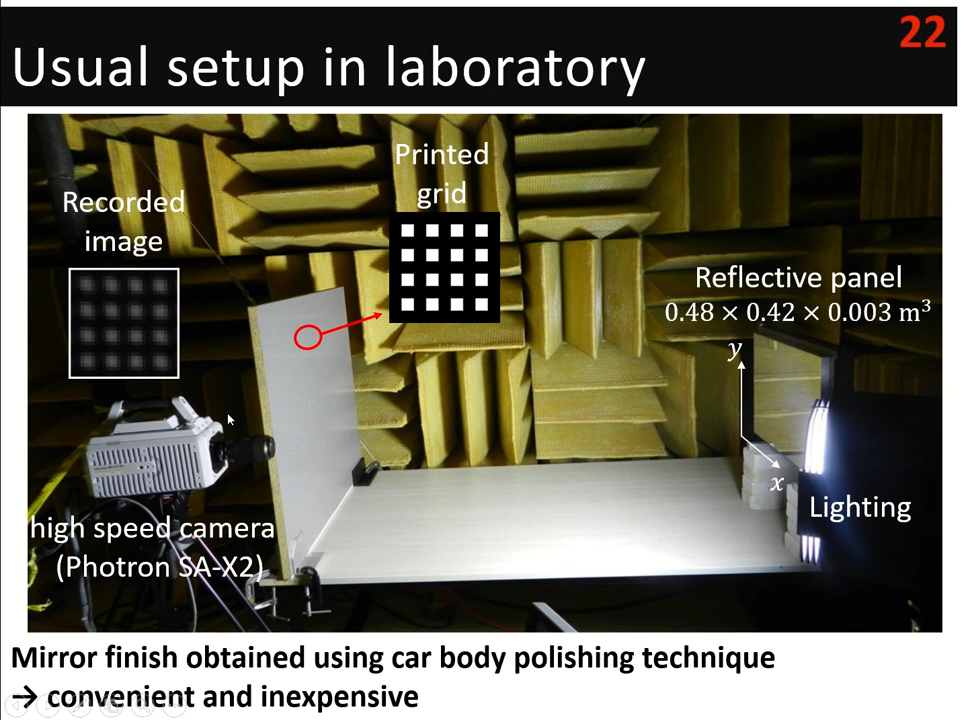 22
Usual setup in laboratory
Printed
grid
Recorded
image
Reflective panel
0.48 × 0.42 × 0.003 m³
y
x
Lighting
high speed camera
(Photron SA-X2)
Mirror finish obtained using car body polishing technique
→ convenient and inexpensive